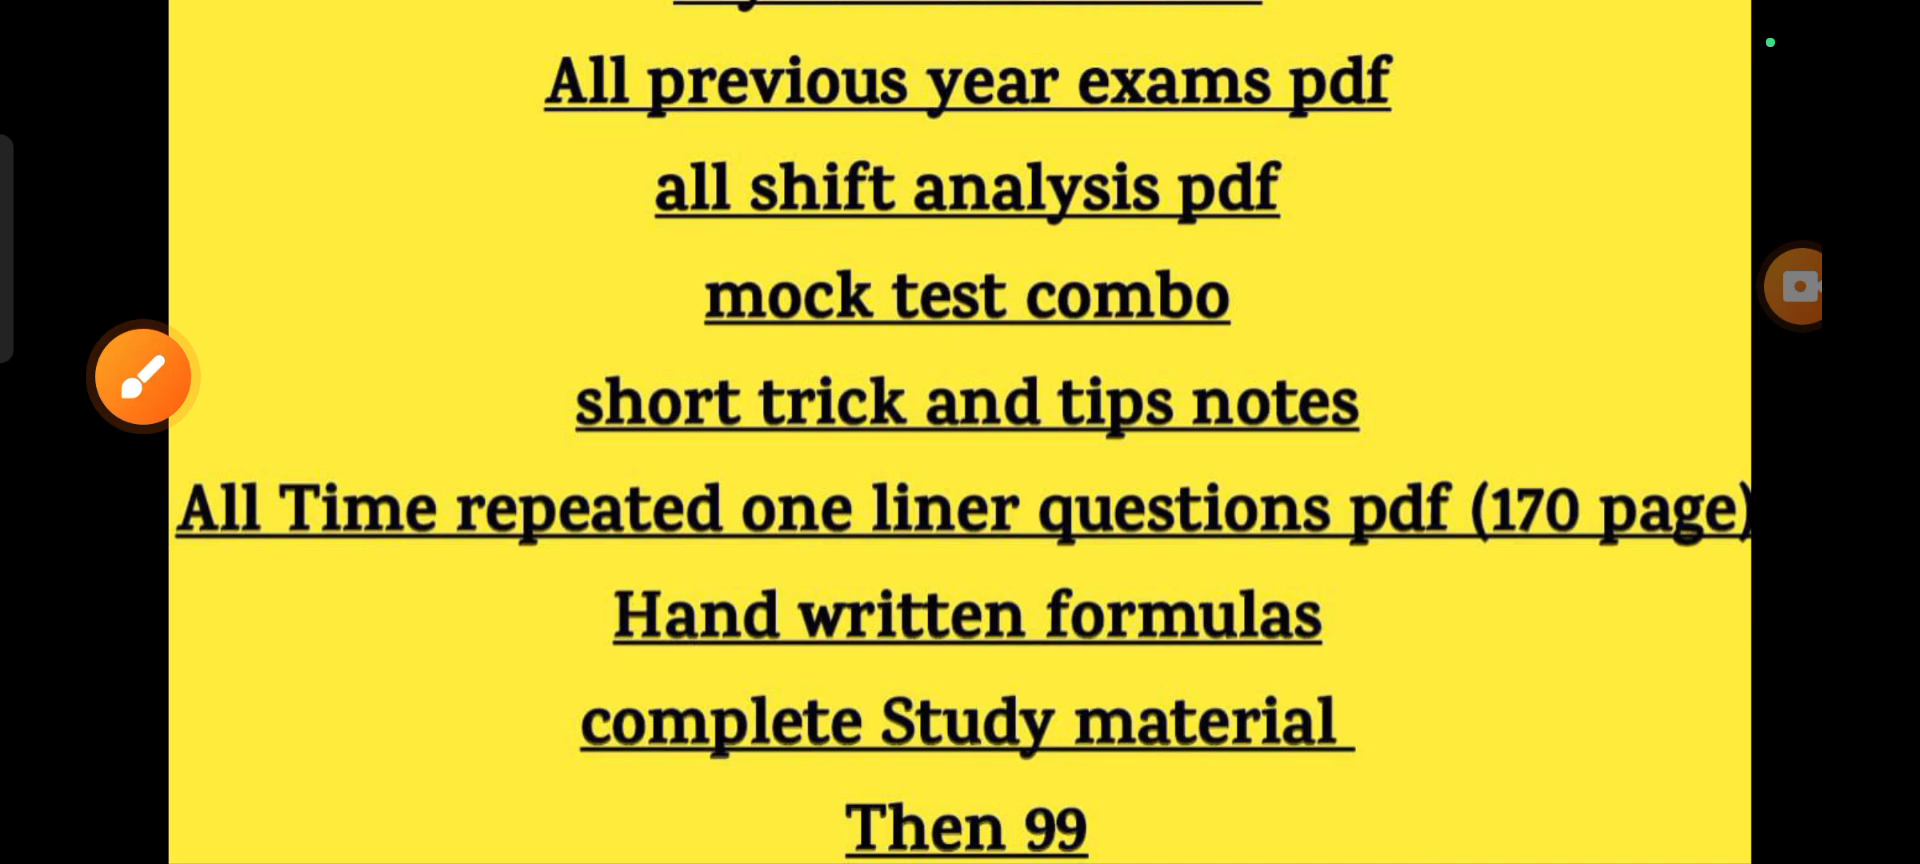 All previous year exams pdf
all shift analysis pdf
mock test combo
short trick and tips notes
All Time repeated one liner questions pdf (170 page)
Hand written formulas
complete Study material
Then 99